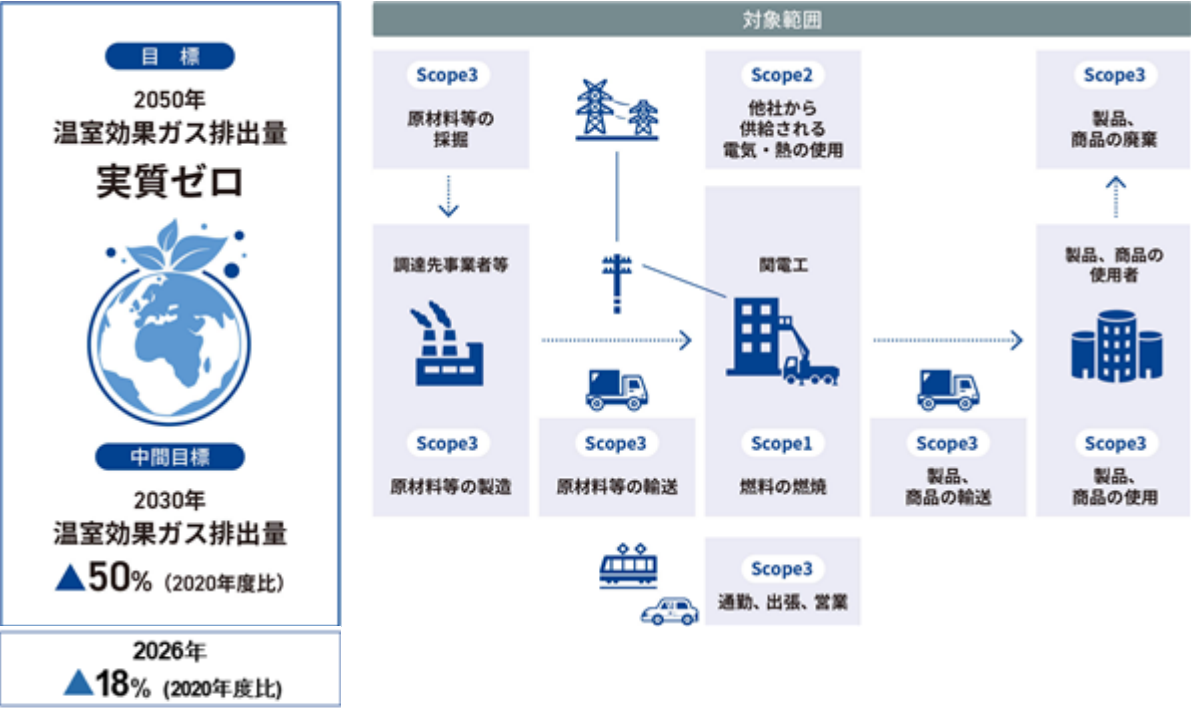 目 標
2050年
温室効果ガス排出量
実質ゼロ
中間目標
2030年
温室効果ガス排出量
▲50% (2020年度比)
2026年
▲18% (2020年度比)
対象範囲
Scope3
原材料等の
採掘
Scope2
他社から
供給される
電気・熱の使用
Scope3
製品、
商品の廃棄
調達先事業者等
関電工
製品、商品の
使用者
Scope3
原材料等の製造
Scope3
原材料等の輸送
Scope1
燃料の燃焼
Scope3
製品、
商品の輸送
Scope3
製品、
商品の使用
Scope3
通勤、出張、営業